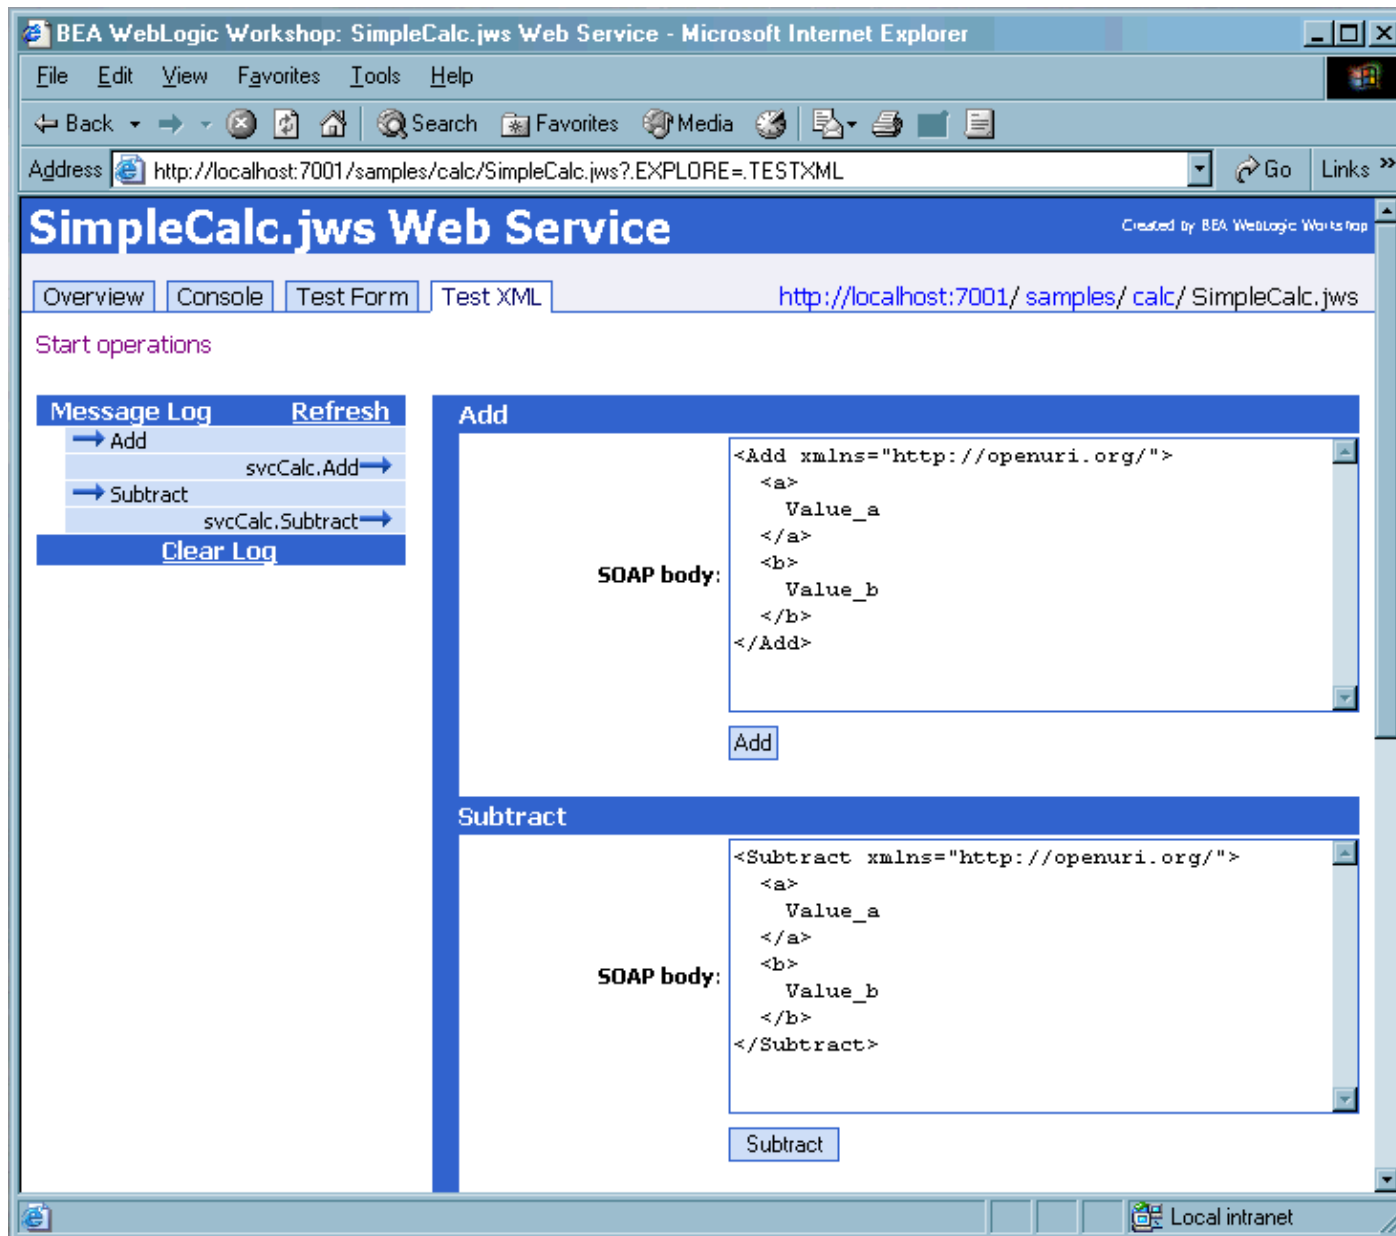 BEA WebLogic Workshop: SimpleCalc.jws Web Service - Microsoft Internet Explorer
File Edit View Favorites Tools Help
Back Search Favorites Media
Address http://localhost:7001/samples/calc/SimpleCalc.jws?.EXPLORE=.TESTXML Go Links »
SimpleCalc.jws Web Service Created by BEA WebLogic Workshop
Overview Console Test Form Test XML http://localhost:7001/ samples/ calc/ SimpleCalc.jws
Start operations
Message Log Refresh
Add
svcCalc.Add
Subtract
svcCalc.Subtract
Clear Log
Add
SOAP body:
<Add xmlns="http://openuri.org/">
  <a>
    Value_a
  </a>
  <b>
    Value_b
  </b>
</Add>
Add
Subtract
SOAP body:
<Subtract xmlns="http://openuri.org/">
  <a>
    Value_a
  </a>
  <b>
    Value_b
  </b>
</Subtract>
Subtract
Local intranet